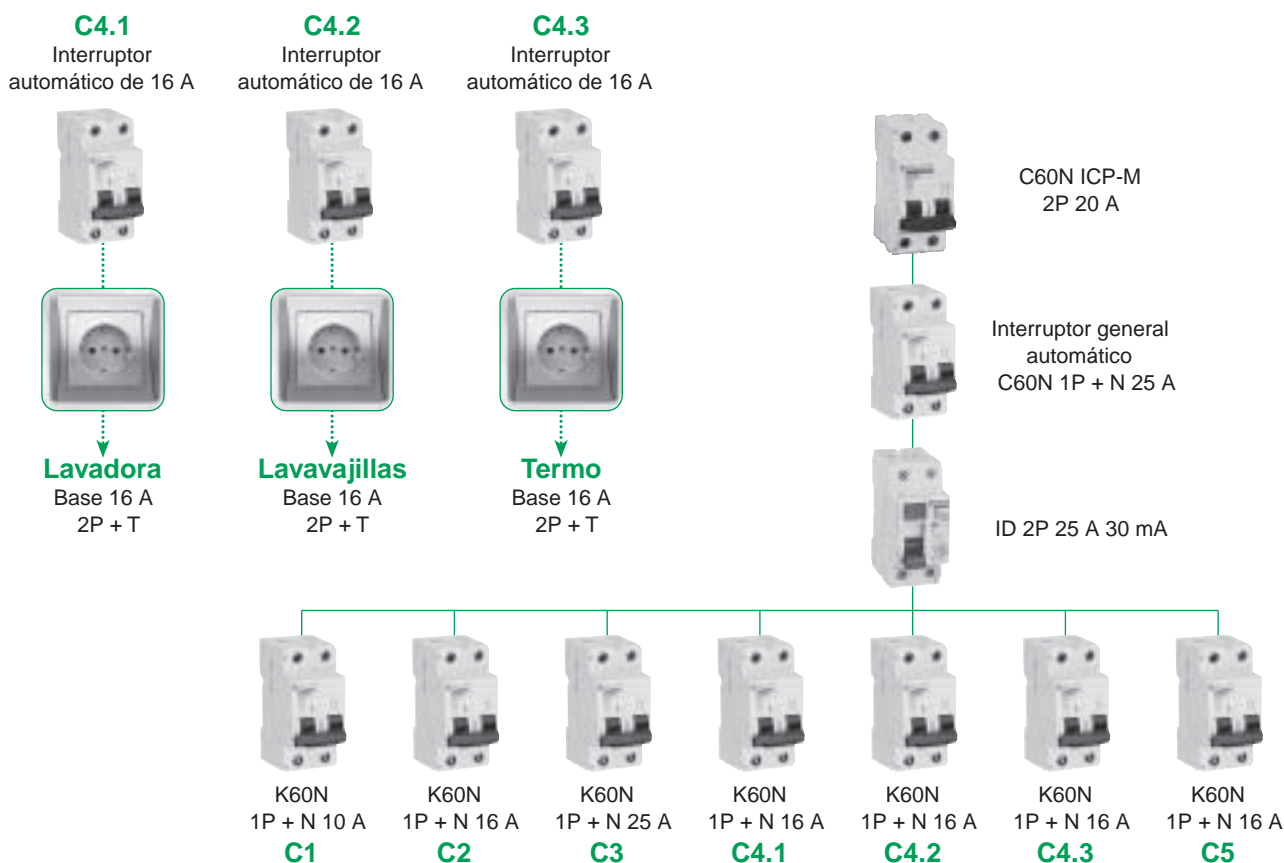 C4.1
Interruptor
automático de 16 A
C4.2
Interruptor
automático de 16 A
C4.3
Interruptor
automático de 16 A
Lavadora
Base 16 A
2P + T
Lavavajillas
Base 16 A
2P + T
Termo
Base 16 A
2P + T
C60N ICP-M
2P 20 A
Interruptor general
automático
C60N 1P + N 25 A
ID 2P 25 A 30 mA
K60N
1P + N 10 A
C1
K60N
1P + N 16 A
C2
K60N
1P + N 25 A
C3
K60N
1P + N 16 A
C4.1
K60N
1P + N 16 A
C4.2
K60N
1P + N 16 A
C4.3
K60N
1P + N 16 A
C5